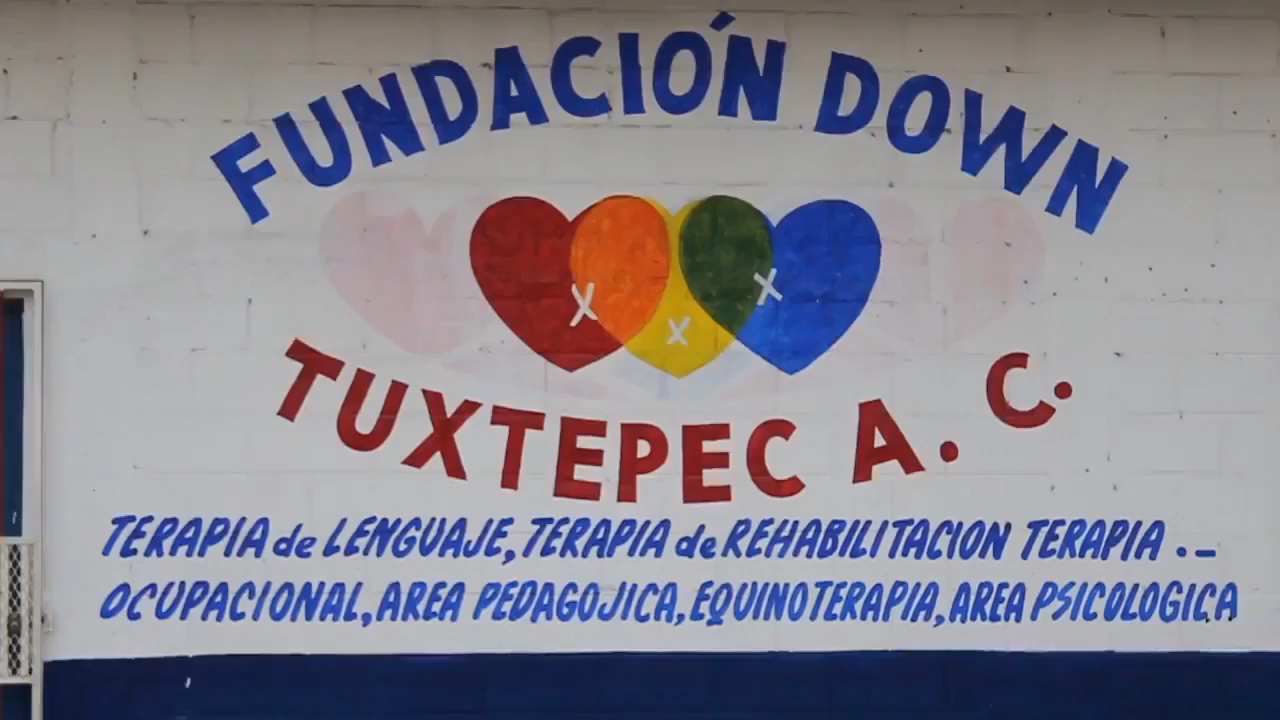 FUNDACIÓN DOWN
X X X
TUXTEPEC A. C.
TERAPIA de LENGUAJE, TERAPIA de REHABILITACION TERAPIA . _
OCUPACIONAL, AREA PEDAGOJICA, EQUINOTERAPIA, AREA PSICOLOGICA